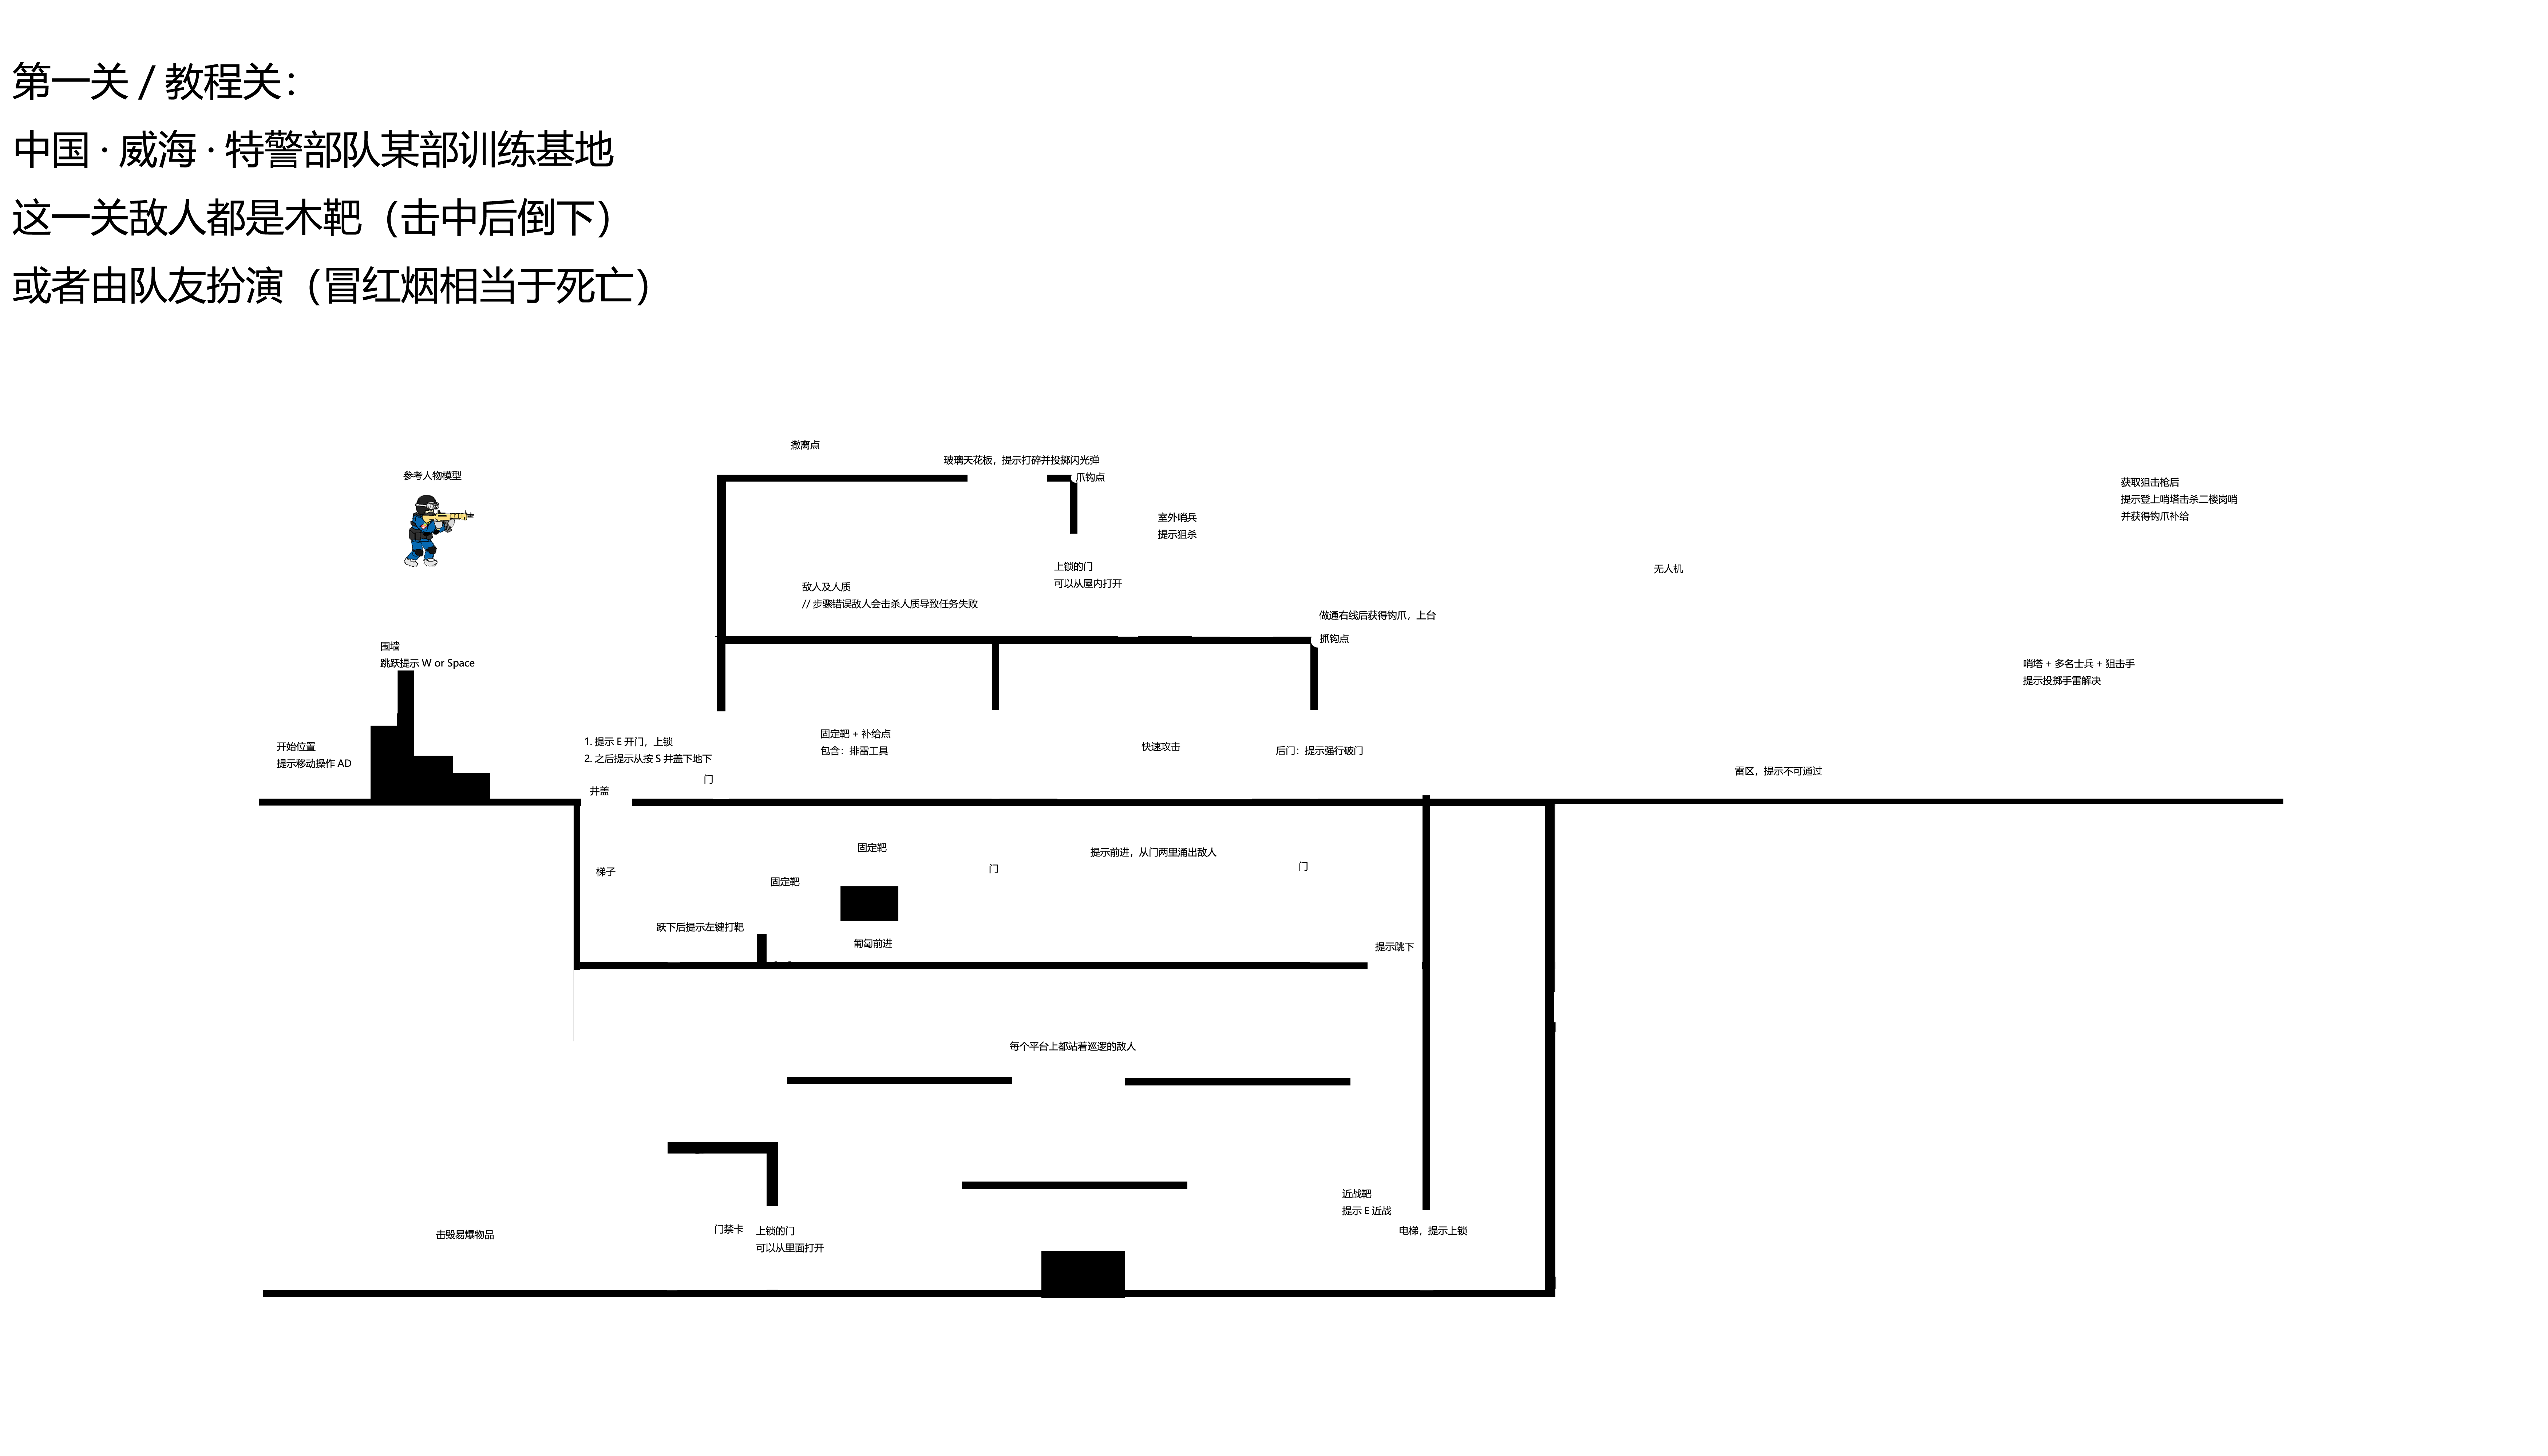 第一关 / 教程关：
中国 · 威海 · 特警部队某部训练基地
这一关敌人都是木靶（击中后倒下）
或者由队友扮演（冒红烟相当于死亡）
撤离点
玻璃天花板，提示打碎并投掷闪光弹
爪钩点
参考人物模型
获取狙击枪后
提示登上哨塔击杀二楼岗哨
并获得钩爪补给
室外哨兵
提示狙杀
上锁的门
可以从屋内打开
无人机
敌人及人质
// 步骤错误敌人会击杀人质导致任务失败
做通右线后获得钩爪，上台
抓钩点
围墙
跳跃提示 W or Space
哨塔 + 多名士兵 + 狙击手
提示投掷手雷解决
开始位置
提示移动操作 AD
1. 提示 E 开门，上锁
2. 之后提示从按 S 井盖下地下
门
井盖
固定靶 + 补给点
包含：排雷工具
快速攻击
后门：提示强行破门
雷区，提示不可通过
固定靶
提示前进，从门两里涌出敌人
门
门
梯子
固定靶
跃下后提示左键打靶
匍匐前进
提示跳下
每个平台上都站着巡逻的敌人
近战靶
提示 E 近战
击毁易爆物品
门禁卡
上锁的门
可以从里面打开
电梯，提示上锁